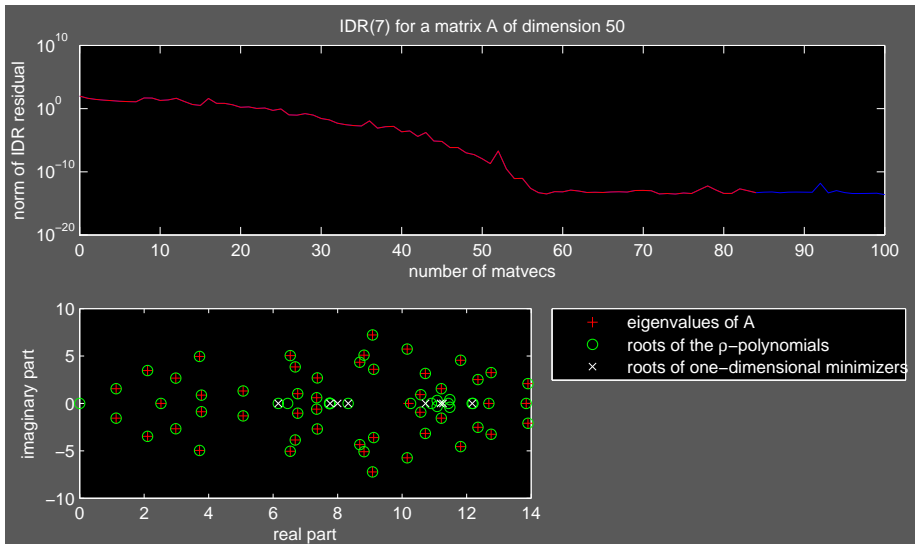 IDR(7) for a matrix A of dimension 50
norm of IDR residual
10^10
10^0
10^-10
10^-20
0 10 20 30 40 50 60 70 80 90 100
number of matvecs
imaginary part
10
5
0
-5
-10
0 2 4 6 8 10 12 14
real part
eigenvalues of A
roots of the ρ-polynomials
roots of one-dimensional minimizers